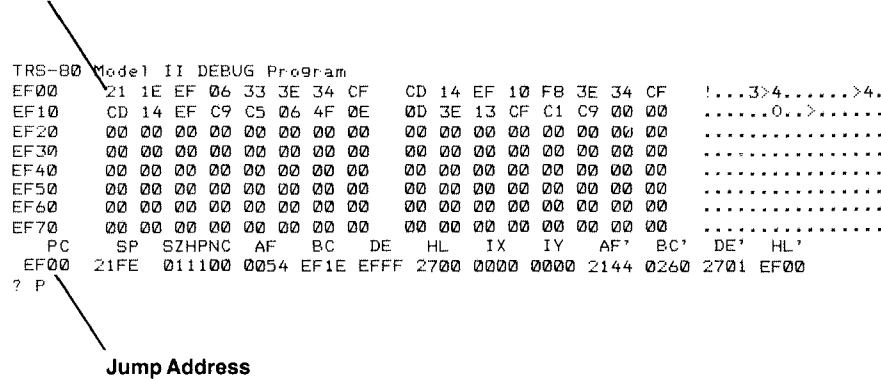 TRS-80 Model II DEBUG Program
EF00 21 1E EF 06 33 3E 34 CF CD 14 EF 10 F8 3E 34 CF !...3>4......>4.
EF10 CD 14 EF C9 C5 06 4F 0E 0D 3E 13 CF C1 C9 00 00 ......O..>......
EF20 00 00 00 00 00 00 00 00 00 00 00 00 00 00 00 00 ................
EF30 00 00 00 00 00 00 00 00 00 00 00 00 00 00 00 00 ................
EF40 00 00 00 00 00 00 00 00 00 00 00 00 00 00 00 00 ................
EF50 00 00 00 00 00 00 00 00 00 00 00 00 00 00 00 00 ................
EF60 00 00 00 00 00 00 00 00 00 00 00 00 00 00 00 00 ................
EF70 00 00 00 00 00 00 00 00 00 00 00 00 00 00 00 00 ................
PC SP SZHPNC AF BC DE HL IX IY AF' BC' DE' HL'
EF00 21FE 011100 0054 EF1E EFFF 2700 0000 0000 2144 0260 2701 EF00
? P
Jump Address